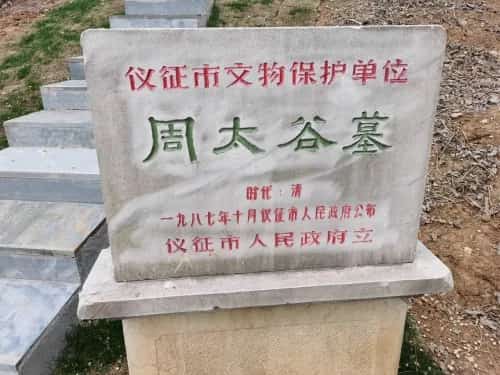 仪征市文物保护单位
周太谷墓
时代：清
一九八七年十月仪征市人民政府公布
仪征市人民政府立